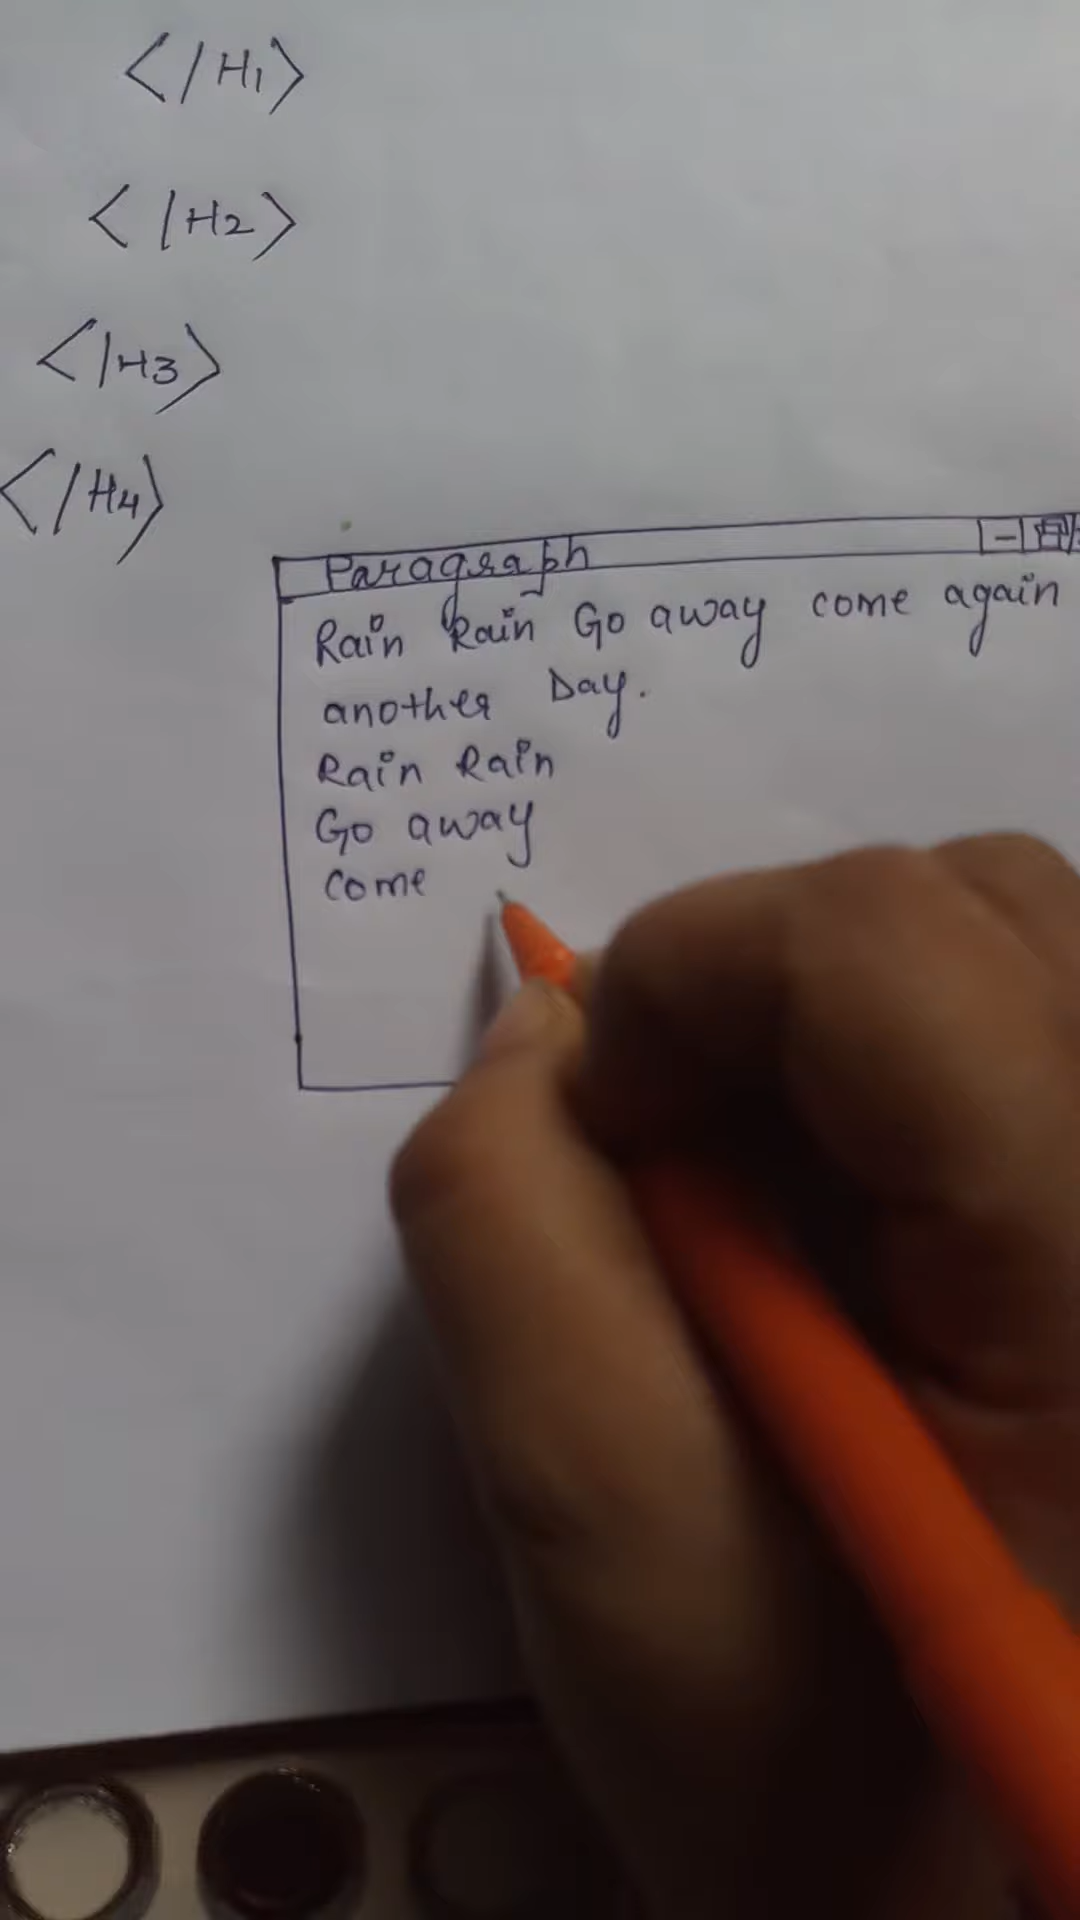 </H1>
</H2>
</H3>
</H4>
Paragraph
Rain Rain Go away come again
another Day.
Rain Rain
Go away
Come